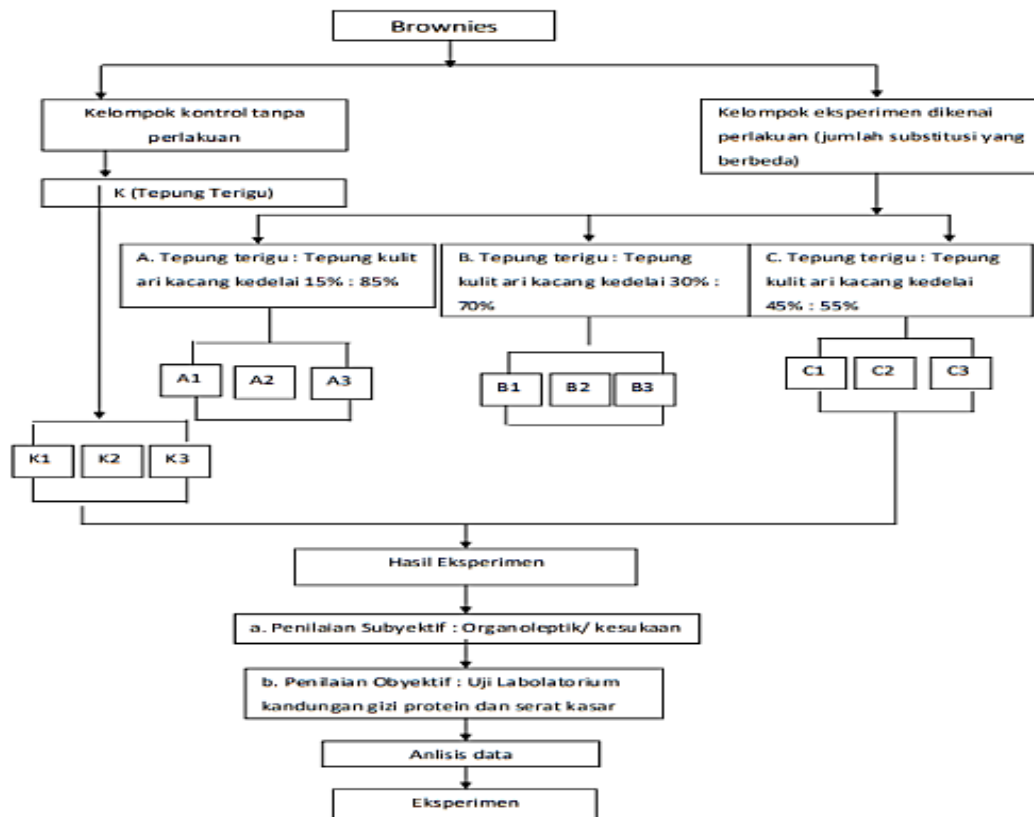 Brownies
Kelompok kontrol tanpa
perlakuan
Kelompok eksperimen dikenai
perlakuan (jumlah substitusi yang
berbeda)
K (Tepung Terigu)
A. Tepung terigu : Tepung kulit
ari kacang kedelai 15% : 85%
B. Tepung terigu : Tepung
kulit ari kacang kedelai 30% :
70%
C. Tepung terigu : Tepung
kulit ari kacang kedelai
45% : 55%
A1 A2 A3
B1 B2 B3
C1 C2 C3
K1 K2 K3
Hasil Eksperimen
a. Penilaian Subyektif : Organoleptik/ kesukaan
b. Penilaian Obyektif : Uji Labolatorium
kandungan gizi protein dan serat kasar
Anlisis data
Eksperimen